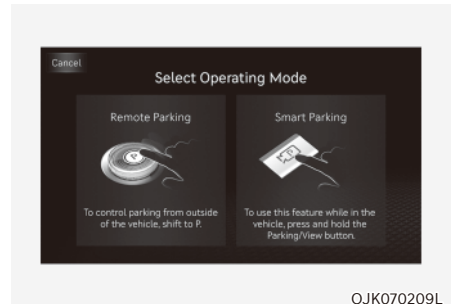 Cancel
Select Operating Mode
Remote Parking
P
To control parking from outside
of the vehicle, shift to P.
Smart Parking
P
To use this feature while in the
vehicle, press and hold the
Parking/View button.
OJK070209L